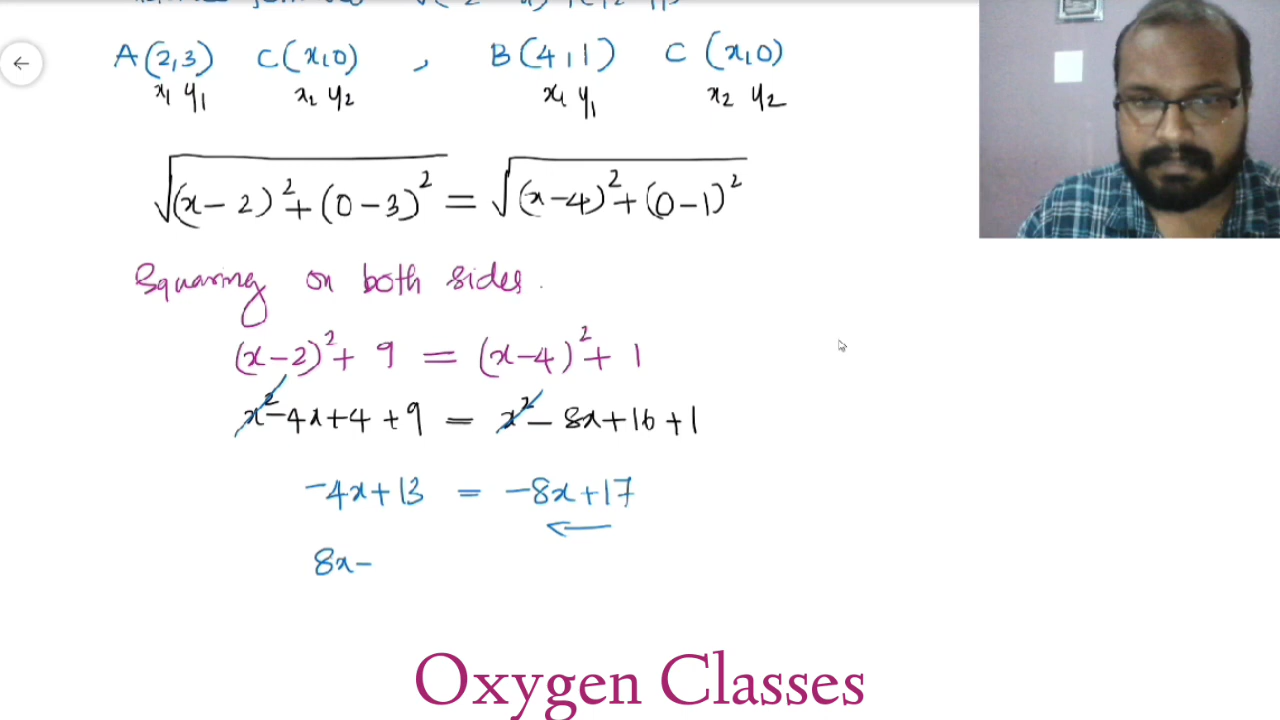 A(2,3) C(x,0) , B(4,1) C (x,0)
x₁ y₁ x₂ y₂ x₁ y₁ x₂ y₂
√((x-2)²+(0-3)²) = √((x-4)²+(0-1)²)
Squaring on both sides.
(x-2)²+ 9 = (x-4)²+ 1
x²-4x+4+9 = x²- 8x+16+1
-4x+13 = -8x+17
8x-
Oxygen Classes